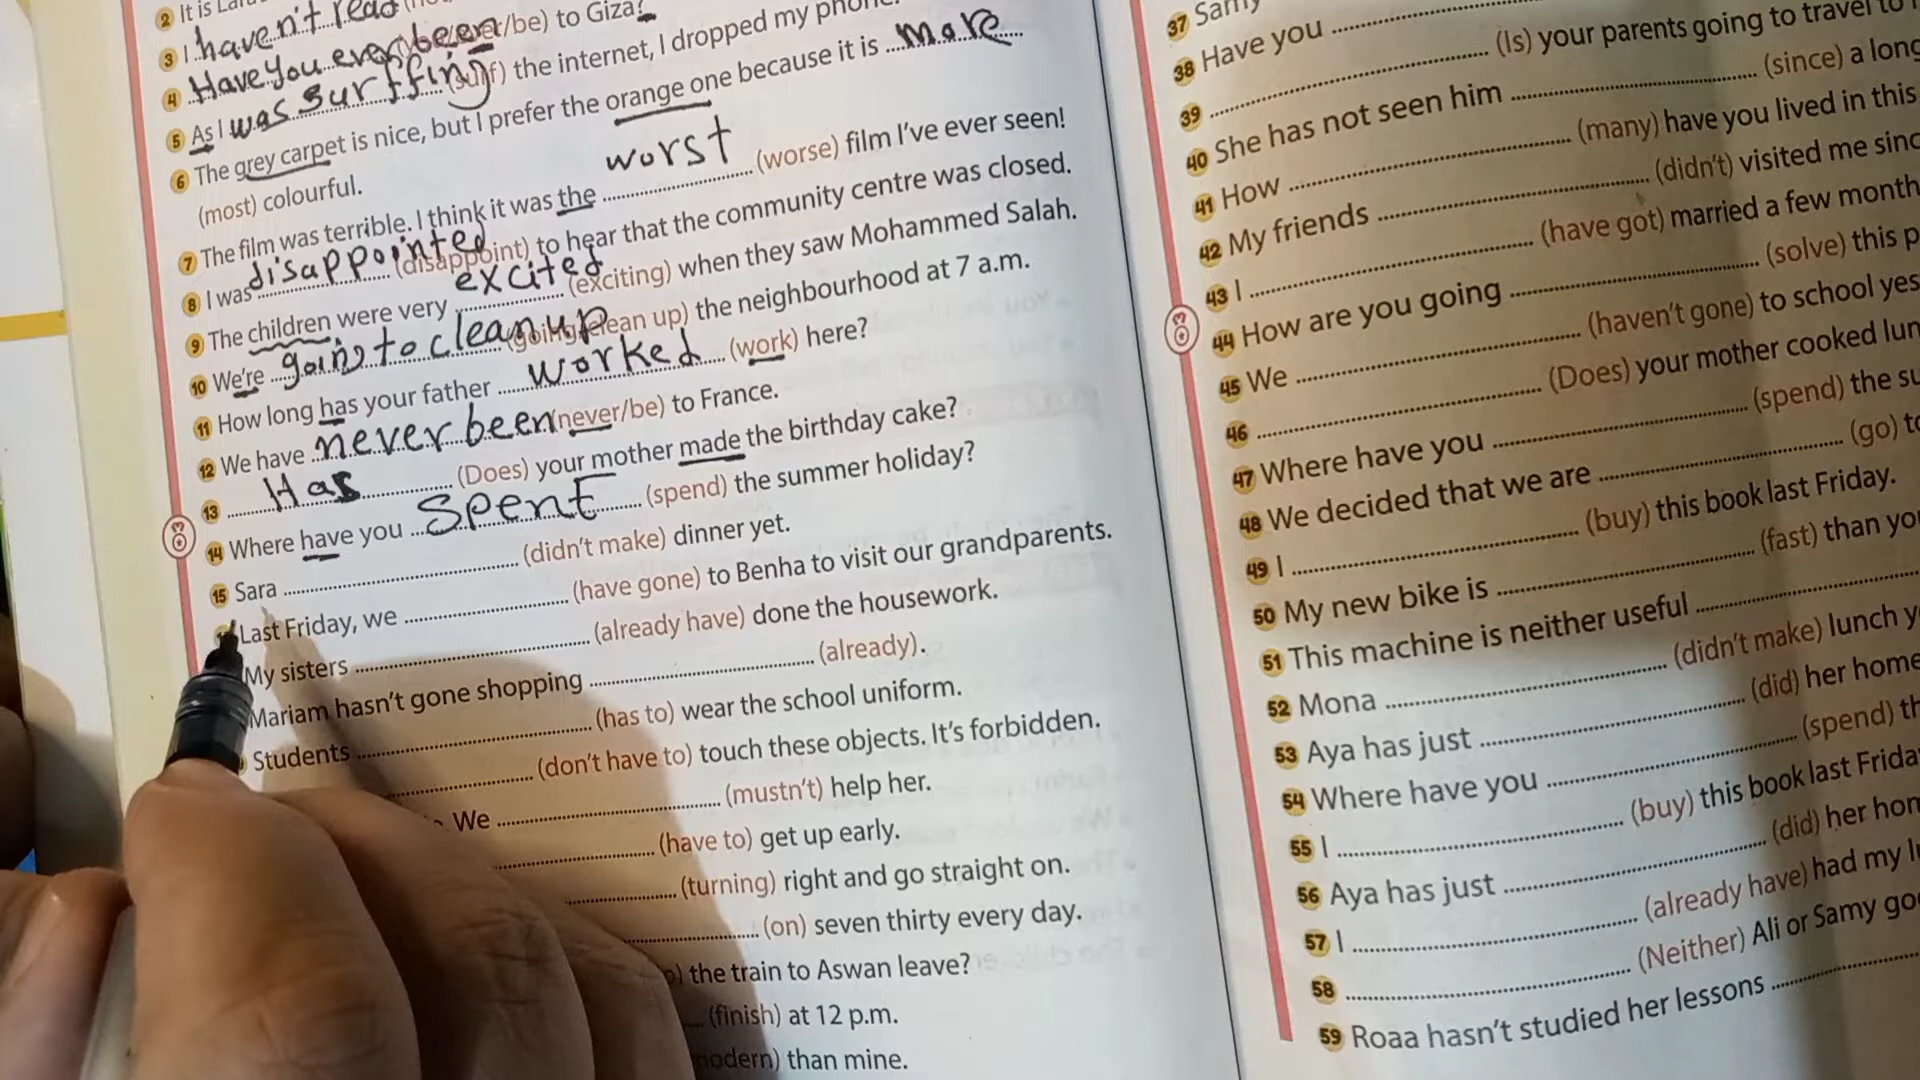 2 It is
3 I haven't read
4 Have you ever been /be) to Giza?
5 As I was surffing (surf) the internet, I dropped my phone.
6 The grey carpet is nice, but I prefer the orange one because it is more
(most) colourful.
7 The film was terrible. I think it was the worst (worse) film I've ever seen!
8 I was disappointed (disappoint) to hear that the community centre was closed.
9 The children were very excited (exciting) when they saw Mohammed Salah.
10 We're going to clean up (going clean up) the neighbourhood at 7 a.m.
11 How long has your father worked (work) here?
12 We have never been (never/be) to France.
13 Has (Does) your mother made the birthday cake?
14 Where have you spent (spend) the summer holiday?
15 Sara (didn't make) dinner yet.
Last Friday, we (have gone) to Benha to visit our grandparents.
My sisters (already have) done the housework.
Mariam hasn't gone shopping (already).
Students (has to) wear the school uniform.
(don't have to) touch these objects. It's forbidden.
We (mustn't) help her.
(have to) get up early.
(turning) right and go straight on.
(on) seven thirty every day.
the train to Aswan leave?
(finish) at 12 p.m.
than mine.
37 Samy
38 Have you
39 (Is) your parents going to travel to
40 She has not seen him (since) a long
41 How (many) have you lived in this
42 My friends (didn't) visited me
43 I (have got) married a few
44 How are you going (solve) this
45 We (haven't gone) to school
46 (Does) your mother cooked
47 Where have you (spend) the
48 We decided that we are (go)
49 I (buy) this book last Friday.
50 My new bike is (fast) than
51 This machine is neither useful
52 Mona (didn't make) lunch
53 Aya has just (did) her
54 Where have you (spend)
55 I (buy) this book last
56 Aya has just (did) her
57 I (already have) had my
58 (Neither) Ali or Samy
59 Roaa hasn't studied her lessons